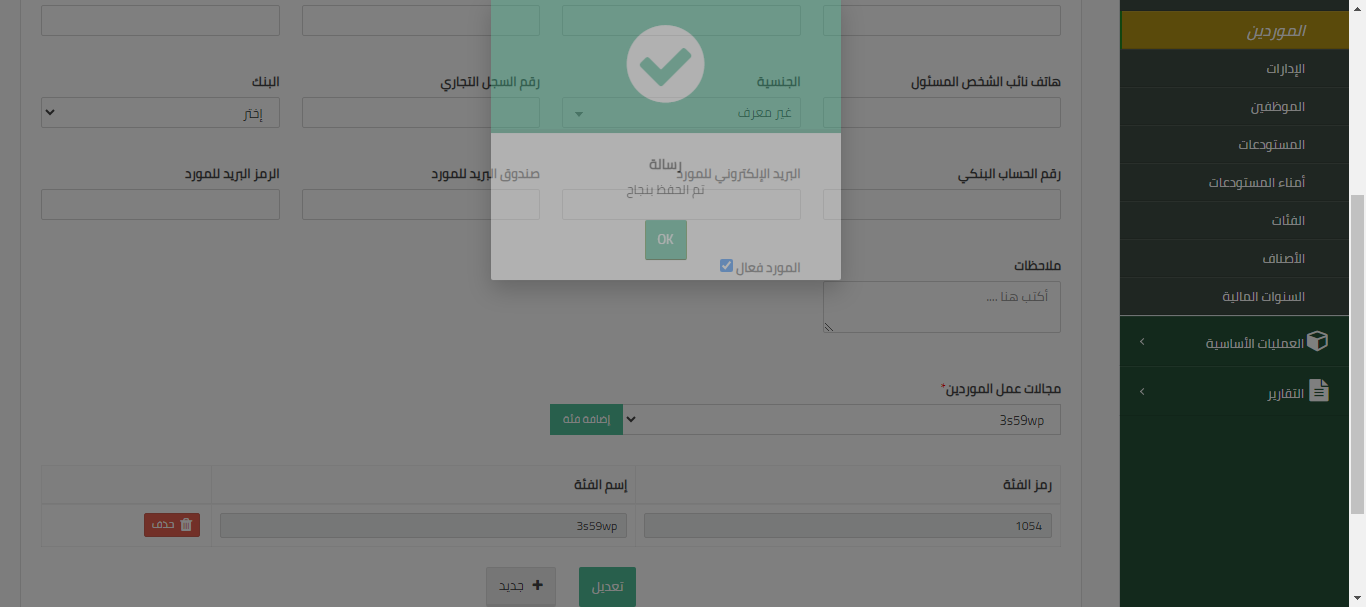 الموردين
الإدارات
الموظفين
المستودعات
أمناء المستودعات
الفئات
الأصناف
السنوات المالية
العمليات الأساسية
التقارير
هاتف نائب الشخص المسئول
الجنسية
رقم السجل التجاري
البنك
غير معرف
إختر
رقم الحساب البنكي
البريد الإلكتروني للمورد
صندوق البريد للمورد
الرمز البريد للمورد
رسالة
تم الحفظ بنجاح
OK
ملاحظات
المورد فعال
أكتب هنا ....
مجالات عمل الموردين*
3s59wp
إضافة فئة
رمز الفئة
إسم الفئة
1054
3s59wp
حذف
تعديل
جديد